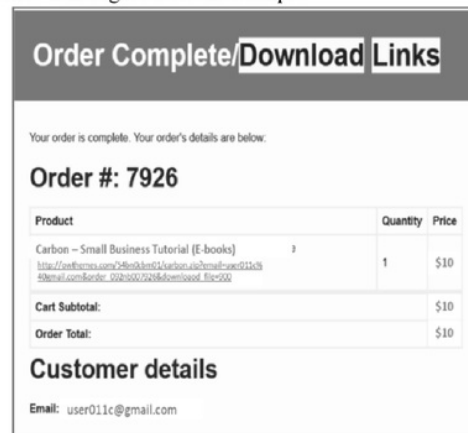 Order Complete/Download Links
Your order is complete. Your order's details are below:
Order #: 7926
Product Quantity Price
Carbon – Small Business Tutorial (E-books)
1 $10
Cart Subtotal: $10
Order Total: $10
Customer details
Email: user011c@gmail.com